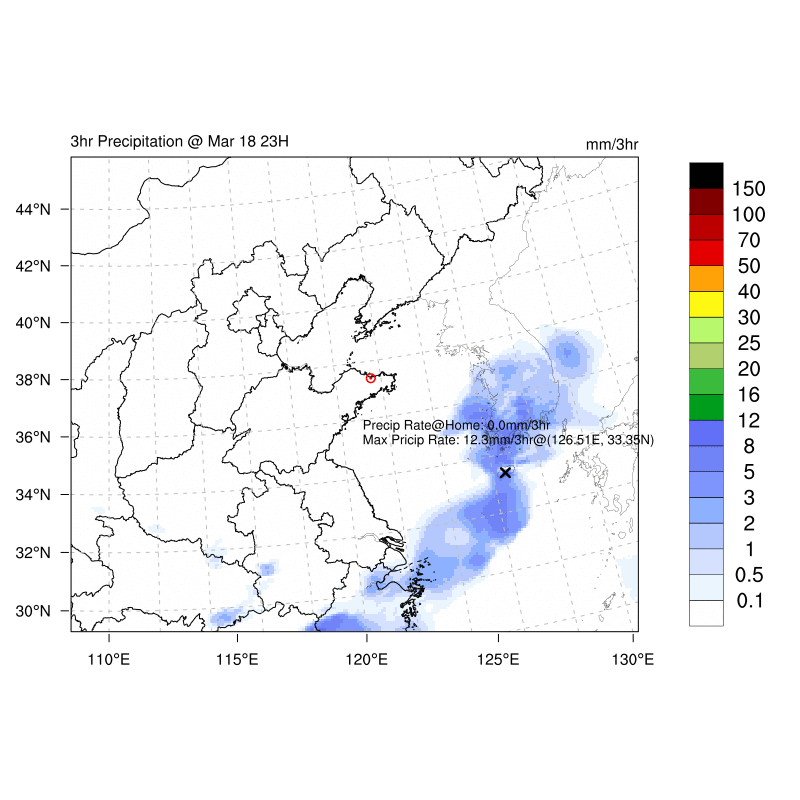 3hr Precipitation @ Mar 18 23H
mm/3hr
44°N
42°N
40°N
38°N
36°N
34°N
32°N
30°N
110°E
115°E
120°E
125°E
130°E
Precip Rate@Home: 0.0mm/3hr
Max Pricip Rate: 12.3mm/3hr@(126.51E, 33.35N)
150
100
70
50
40
30
25
20
16
12
8
5
3
2
1
0.5
0.1